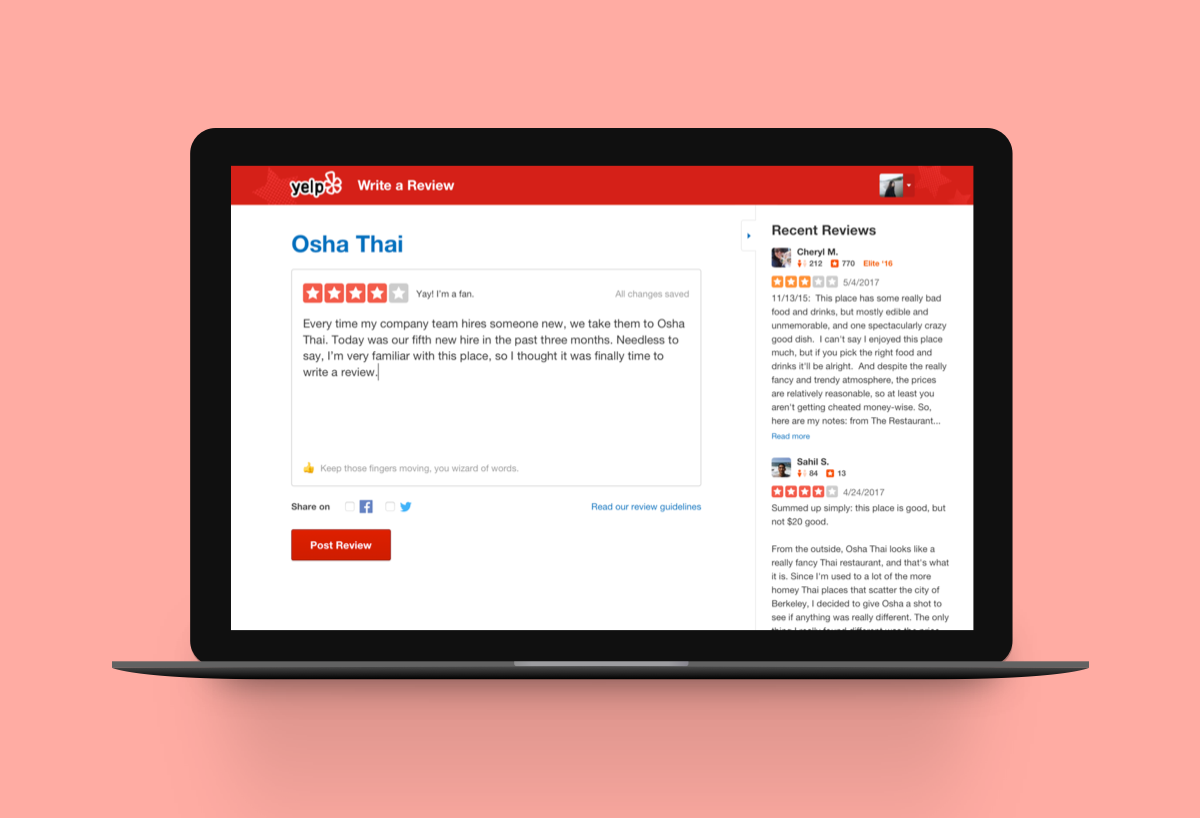 yelp
Write a Review
Osha Thai
Yay! I'm a fan.
All changes saved
Every time my company team hires someone new, we take them to Osha
Thai. Today was our fifth new hire in the past three months. Needless to
say, I'm very familiar with this place, so I thought it was finally time to
write a review.
Keep those fingers moving, you wizard of words.
Share on
Read our review guidelines
Post Review
Recent Reviews
Cheryl M.
212 770 Elite '16
5/4/2017
11/13/15: This place has some really bad
food and drinks, but mostly edible and
unmemorable, and one spectacularly crazy
good dish. I can't say I enjoyed this place
much, but if you pick the right food and
drinks it'll be alright. And despite the really
fancy and trendy atmosphere, the prices
are relatively reasonable, so at least you
aren't getting cheated money-wise. So,
here are my notes: from The Restaurant...
Read more
Sahil S.
84 13
4/24/2017
Summed up simply: this place is good, but
not $20 good.
From the outside, Osha Thai looks like a
really fancy Thai restaurant, and that's what
it is. Since I'm used to a lot of the more
homey Thai places that scatter the city of
Berkeley, I decided to give Osha a shot to
see if anything was really different. The only